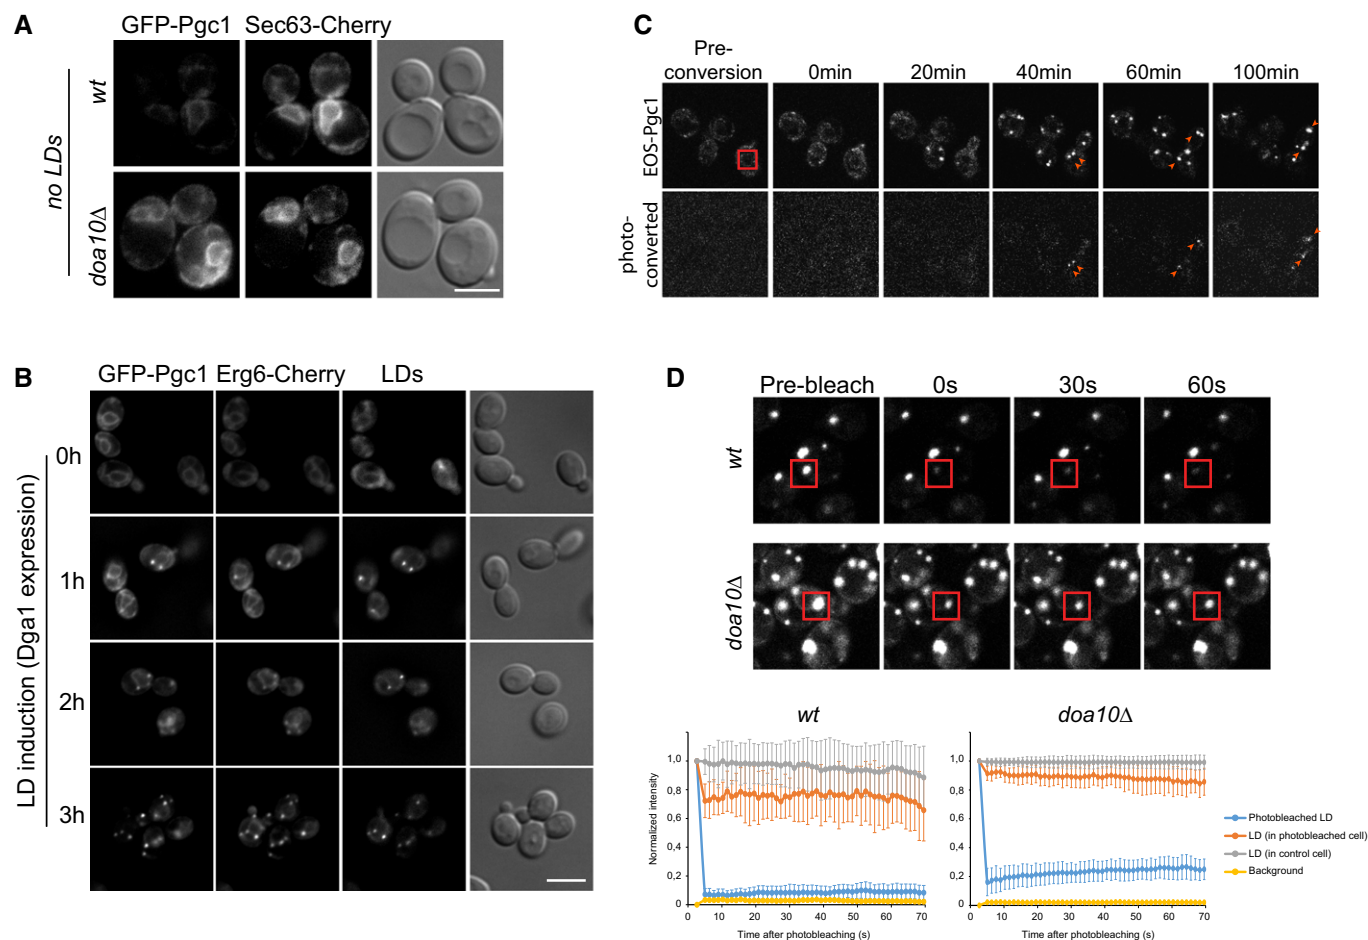 A
GFP-Pgc1 Sec63-Cherry
no LDs
wt
doa10Δ
B
GFP-Pgc1 Erg6-Cherry LDs
LD induction (Dga1 expression)
0h
1h
2h
3h
C
Pre-
conversion 0min 20min 40min 60min 100min
EOS-Pgc1
photo-
converted
D
Pre-bleach 0s 30s 60s
wt
doa10Δ
wt
Normalized intensity
1,0
0,8
0,6
0,4
0,2
0
0 10 20 30 40 50 60 70
Time after photobleaching (s)
doa10Δ
1,0
0,8
0,6
0,4
0,2
0
0 10 20 30 40 50 60 70
Time after photobleaching (s)
Photobleached LD
LD (in photobleached cell)
LD (in control cell)
Background